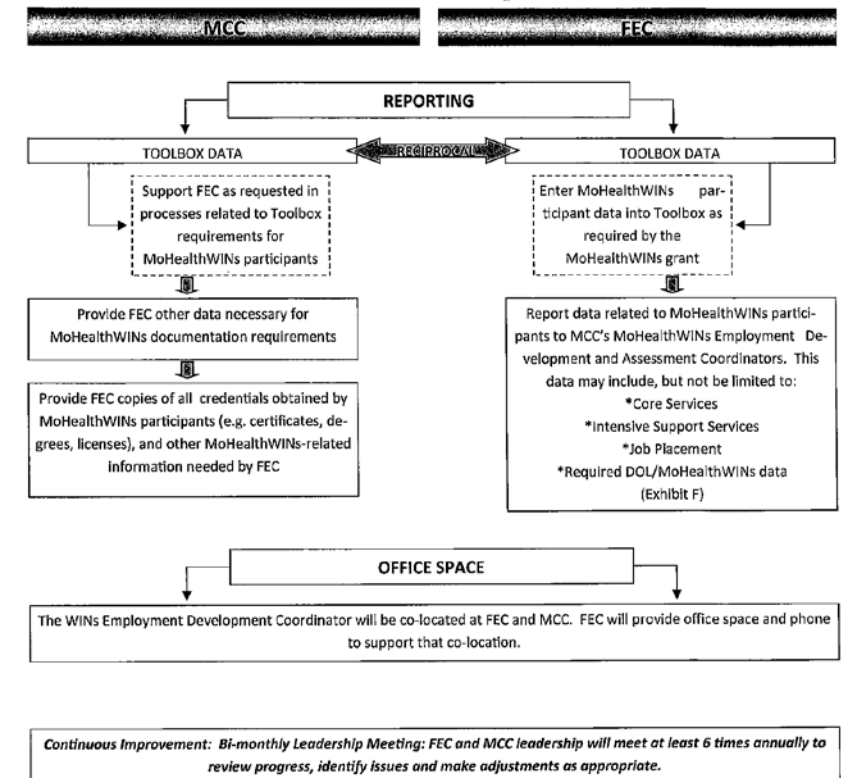 MCC
FEC
REPORTING
TOOLBOX DATA
RECIPROCAL
TOOLBOX DATA
Support FEC as requested in
processes related to Toolbox
requirements for
MoHealthWINs participants
Enter MoHealthWINs par-
ticipant data into Toolbox as
required by the
MoHealthWINs grant
Provide FEC other data necessary for
MoHealthWINs documentation requirements
Provide FEC copies of all credentials obtained by
MoHealthWINs participants (e.g. certificates, de-
grees, licenses), and other MoHealthWINs-related
information needed by FEC
Report data related to MoHealthWINs partici-
pants to MCC's MoHealthWINs Employment De-
velopment and Assessment Coordinators. This
data may include, but not be limited to:
*Core Services
*Intensive Support Services
*Job Placement
*Required DOL/MoHealthWINs data
(Exhibit F)
OFFICE SPACE
The WINs Employment Development Coordinator will be co-located at FEC and MCC. FEC will provide office space and phone
to support that co-location.
Continuous Improvement: Bi-monthly Leadership Meeting: FEC and MCC leadership will meet at least 6 times annually to
review progress, identify issues and make adjustments as appropriate.